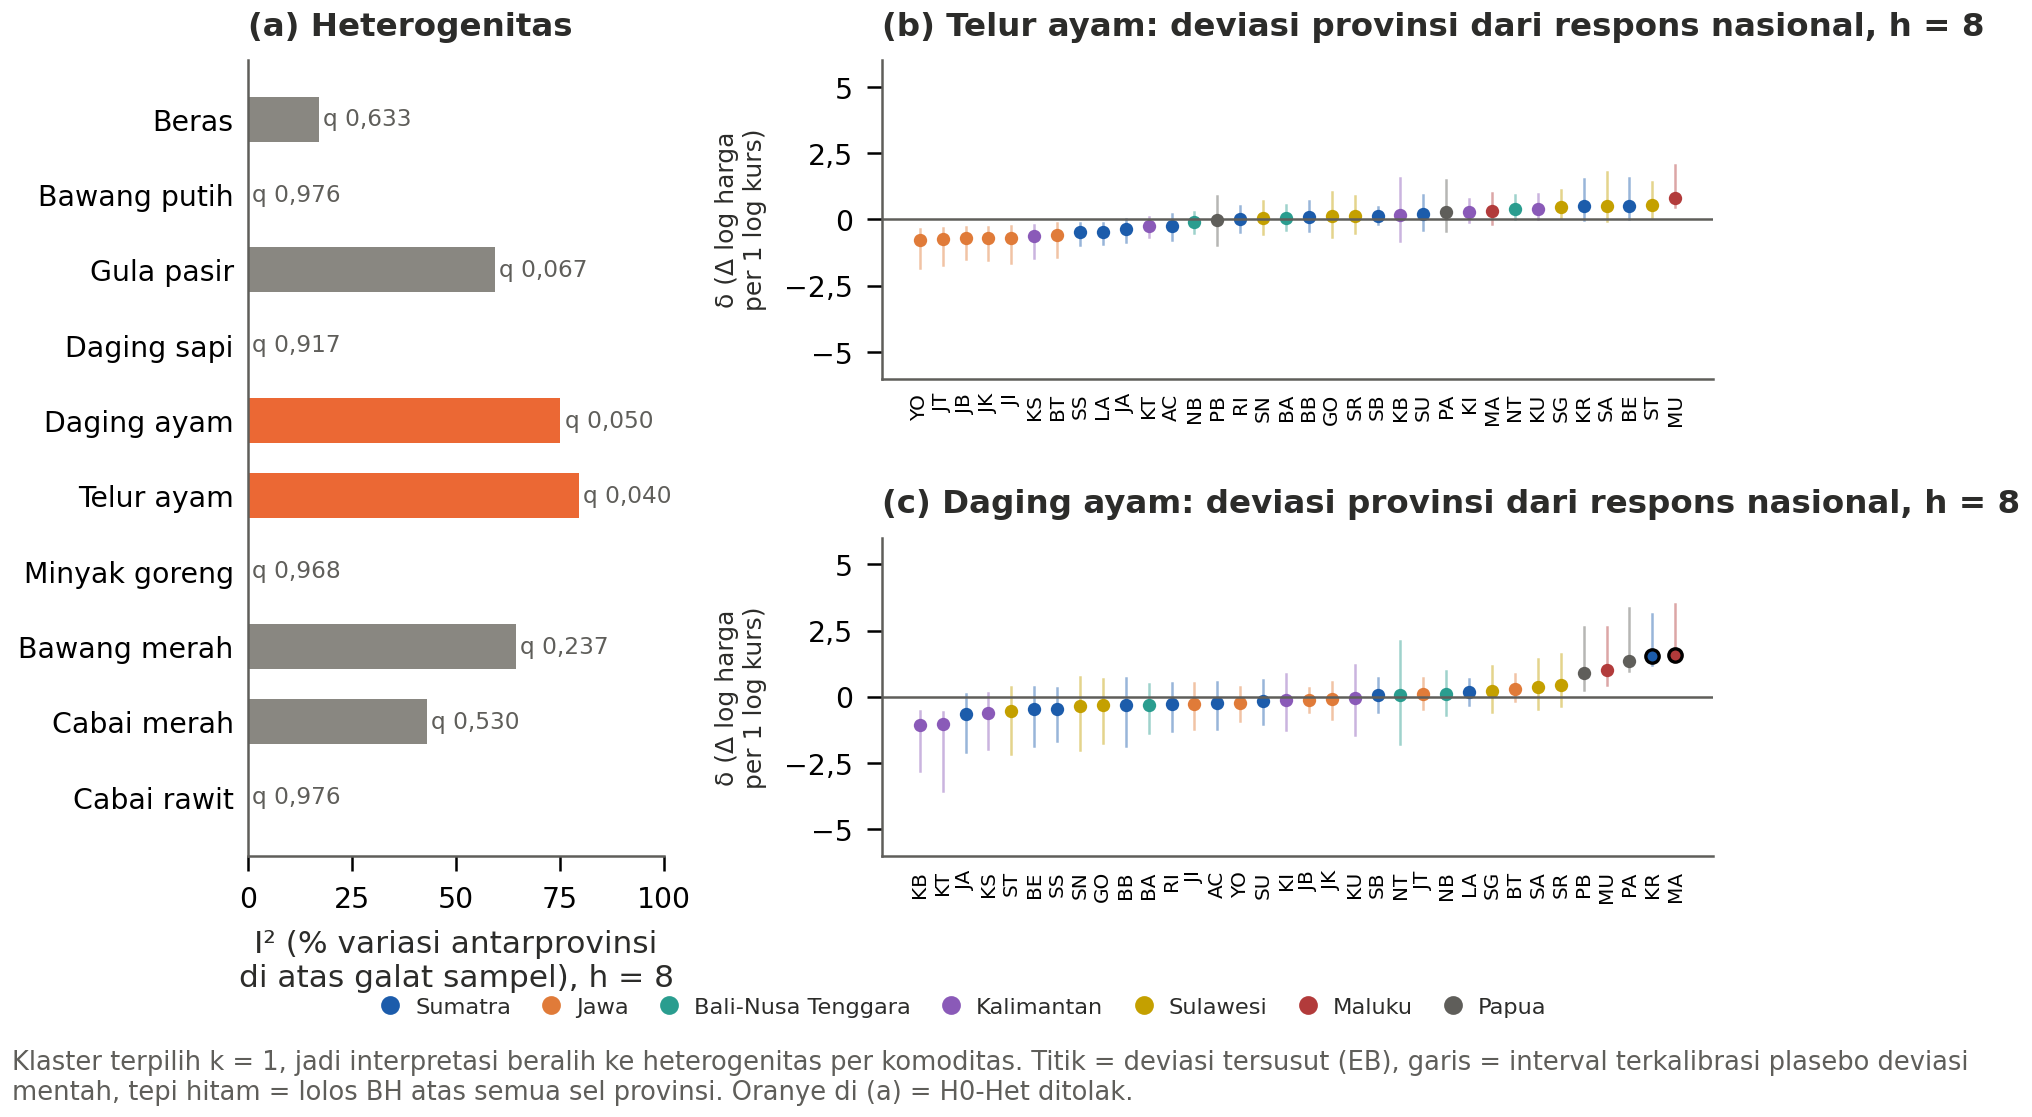 (a) Heterogenitas
Beras
q 0,633
Bawang putih
q 0,976
Gula pasir
q 0,067
Daging sapi
q 0,917
Daging ayam
q 0,050
Telur ayam
q 0,040
Minyak goreng
q 0,968
Bawang merah
q 0,237
Cabai merah
q 0,530
Cabai rawit
q 0,976
0 25 50 75 100
I² (% variasi antarprovinsi
di atas galat sampel), h = 8
(b) Telur ayam: deviasi provinsi dari respons nasional, h = 8
δ (Δ log harga
per 1 log kurs)
5
2,5
0
−2,5
−5
YO JT JB JK JI KS BT SS LA JA KT AC NB PB RI SN BA BB GO SR SB KB SU PA KI MA NT KU SG KR SA BE ST MU
(c) Daging ayam: deviasi provinsi dari respons nasional, h = 8
δ (Δ log harga
per 1 log kurs)
5
2,5
0
−2,5
−5
KB KT JA KS ST BE SS SN GO BB BA RI JI AC YO SU KI JB JK KU SB NT JT NB LA SG BT SA SR PB MU PA KR MA
Sumatra Jawa Bali-Nusa Tenggara Kalimantan Sulawesi Maluku Papua
Klaster terpilih k = 1, jadi interpretasi beralih ke heterogenitas per komoditas. Titik = deviasi tersusut (EB), garis = interval terkalibrasi plasebo deviasi
mentah, tepi hitam = lolos BH atas semua sel provinsi. Oranye di (a) = H0-Het ditolak.